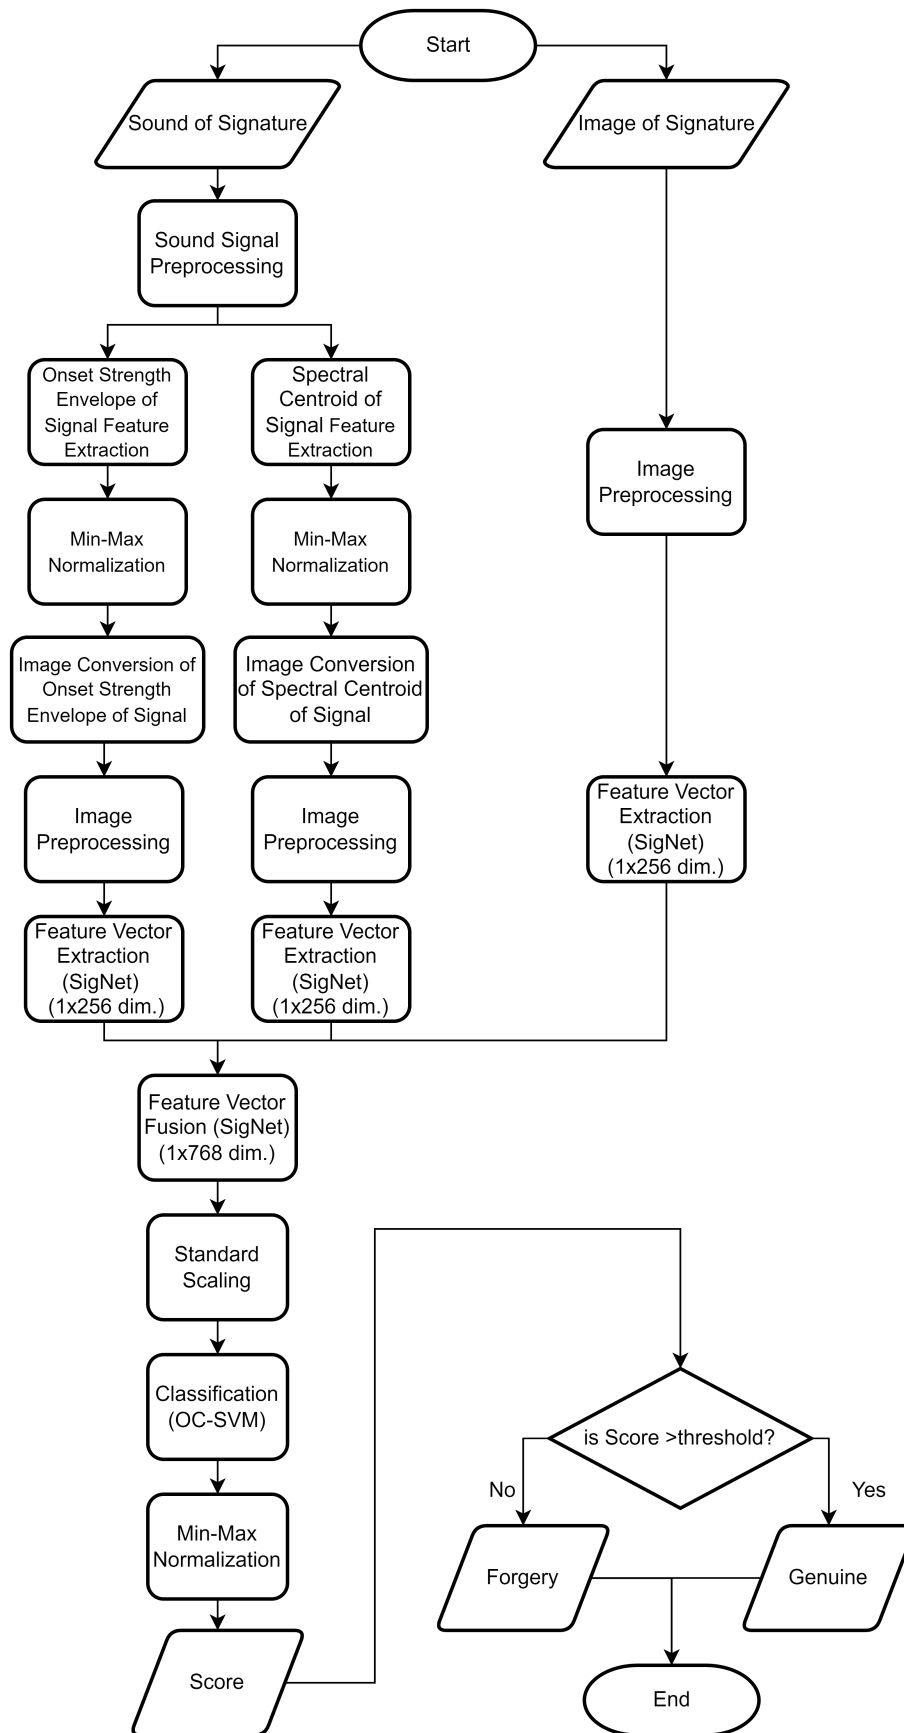 Start
Sound of Signature
Image of Signature
Sound Signal
Preprocessing
Onset Strength
Envelope of
Signal Feature
Extraction
Spectral
Centroid of
Signal Feature
Extraction
Image
Preprocessing
Min-Max
Normalization
Min-Max
Normalization
Image Conversion of
Onset Strength
Envelope of Signal
Image Conversion
of Spectral Centroid
of Signal
Image
Preprocessing
Image
Preprocessing
Feature Vector
Extraction
(SigNet)
(1x256 dim.)
Feature Vector
Extraction
(SigNet)
(1x256 dim.)
Feature Vector
Extraction
(SigNet)
(1x256 dim.)
Feature Vector
Fusion (SigNet)
(1x768 dim.)
Standard
Scaling
Classification
(OC-SVM)
is Score >threshold?
No
Yes
Min-Max
Normalization
Forgery
Genuine
Score
End